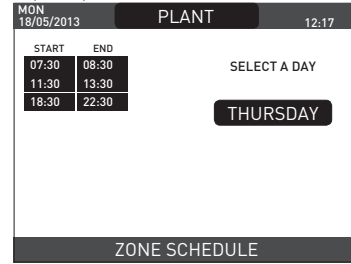 MON
18/05/2013 PLANT 12:17
START END
07:30 08:30
11:30 13:30
18:30 22:30
SELECT A DAY
THURSDAY
ZONE SCHEDULE